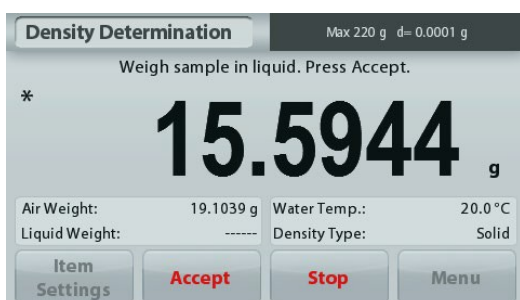 Density Determination
Max 220 g d= 0.0001 g
Weigh sample in liquid. Press Accept.
*
15.5944 g
Air Weight: 19.1039 g Water Temp.: 20.0 °C
Liquid Weight: ------ Density Type: Solid
Item Settings Accept Stop Menu